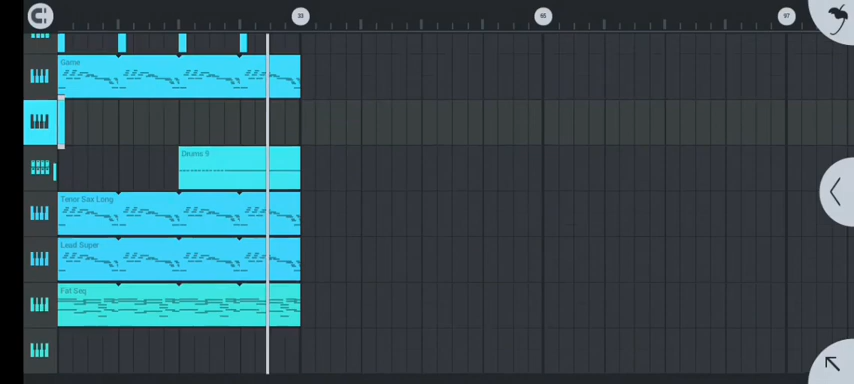 33
65
97
Game
Drums 9
Tenor Sax Long
Lead Super
Fat Seq